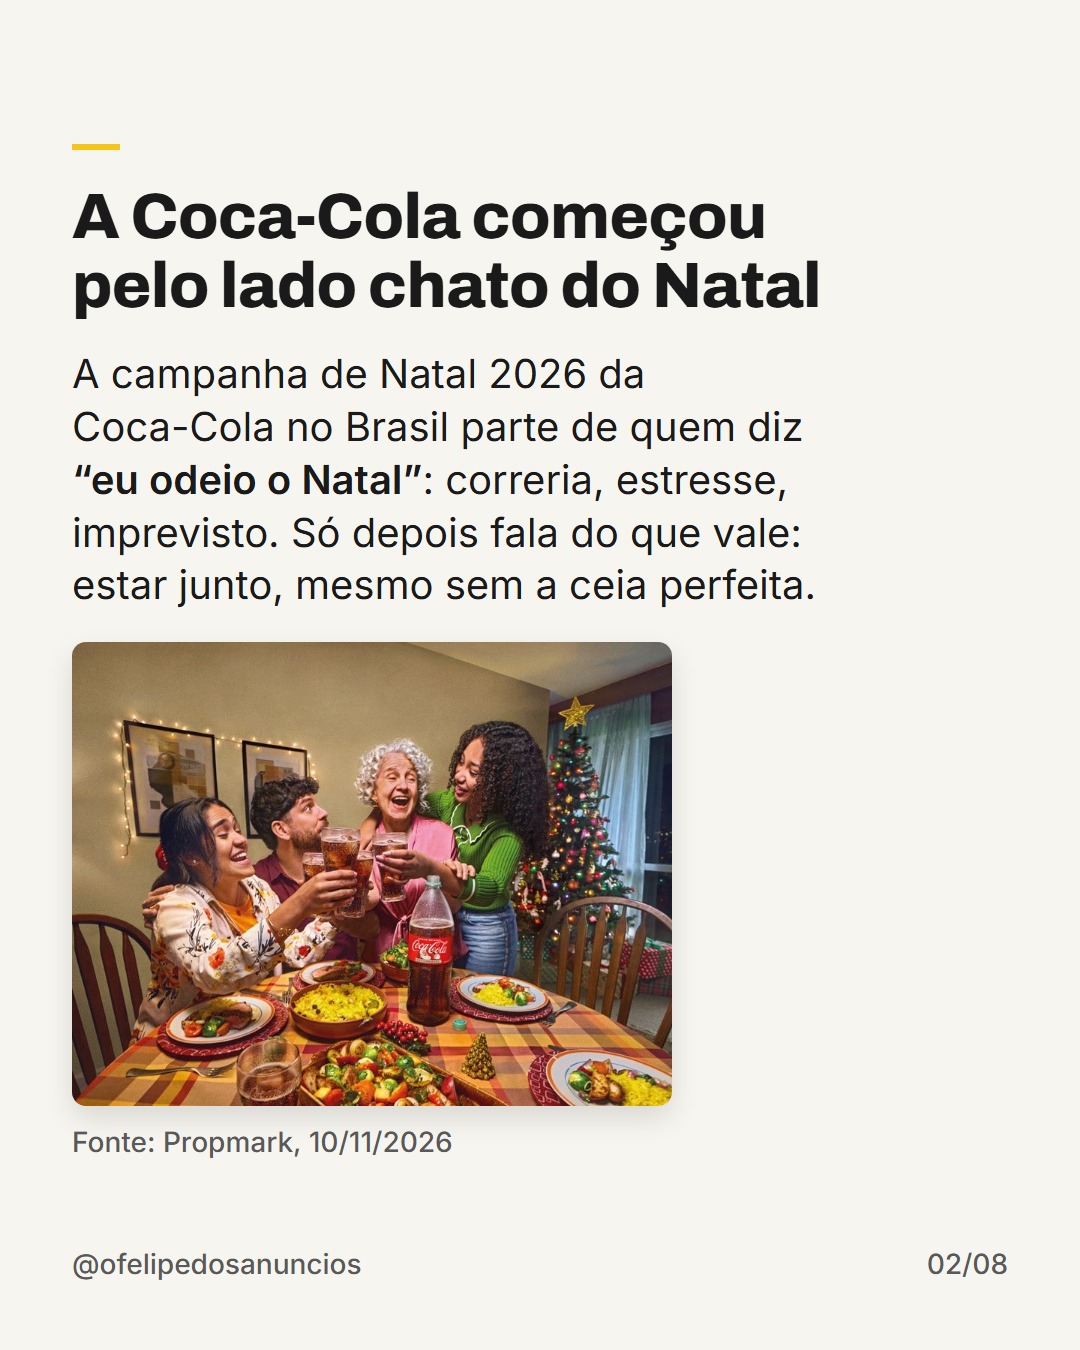 A Coca-Cola começou
pelo lado chato do Natal
A campanha de Natal 2026 da
Coca-Cola no Brasil parte de quem diz
“eu odeio o Natal”: correria, estresse,
imprevisto. Só depois fala do que vale:
estar junto, mesmo sem a ceia perfeita.
Coca-Cola
Fonte: Propmark, 10/11/2026
@ofelipedosanuncios
02/08